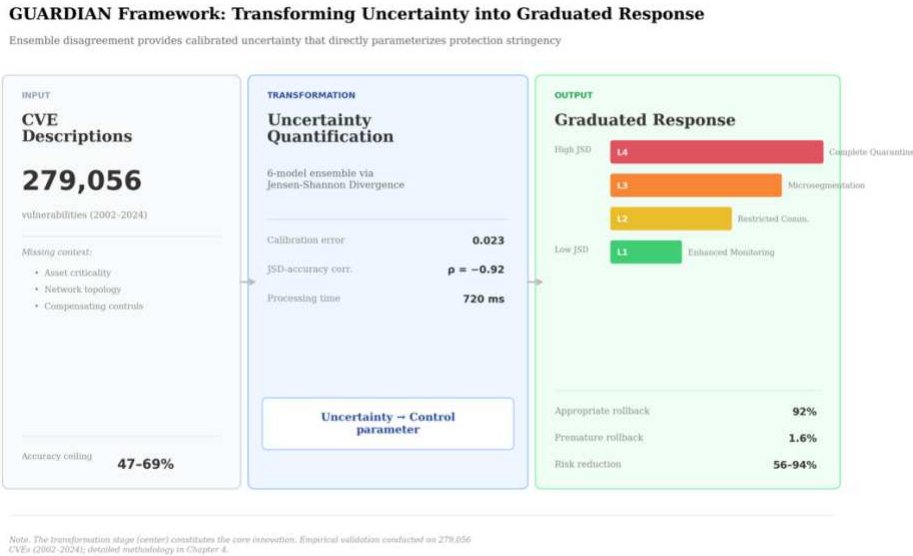 GUARDIAN Framework: Transforming Uncertainty into Graduated Response
Ensemble disagreement provides calibrated uncertainty that directly parameterizes protection stringency
INPUT
CVE
Descriptions
279,056
vulnerabilities (2002–2024)
Missing context:
• Asset criticality
• Network topology
• Compensating controls
Accuracy ceiling
47–69%
TRANSFORMATION
Uncertainty
Quantification
6-model ensemble via
Jensen-Shannon Divergence
Calibration error 0.023
JSD-accuracy corr. ρ = −0.92
Processing time 720 ms
Uncertainty → Control
parameter
OUTPUT
Graduated Response
High JSD L4 Complete Quarantine
L3 Microsegmentation
L2 Restricted Comm.
Low JSD L1 Enhanced Monitoring
Appropriate rollback 92%
Premature rollback 1.6%
Risk reduction 56–94%
Note. The transformation stage (center) constitutes the core innovation. Empirical validation conducted on 279,056
CVEs (2002–2024); detailed methodology in Chapter 4.